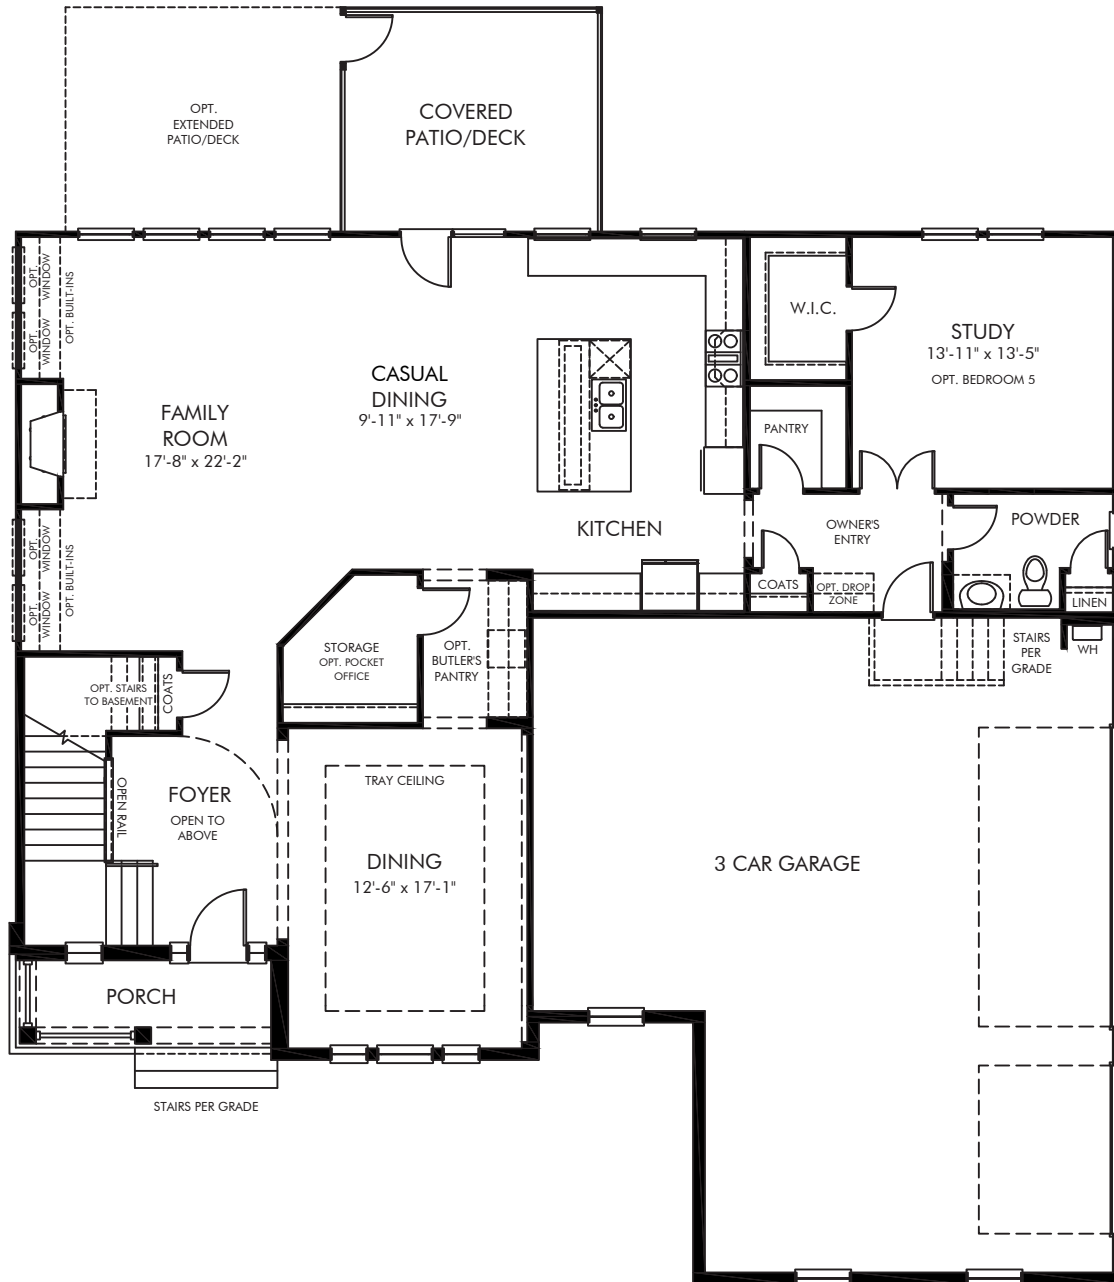 OPT.
EXTENDED
PATIO/DECK
COVERED
PATIO/DECK
OPT.
WINDOW
OPT.
WINDOW
OPT. BUILT-INS
W.I.C.
STUDY
13'-11" x 13'-5"
OPT. BEDROOM 5
CASUAL
DINING
9'-11" x 17'-9"
FAMILY
ROOM
17'-8" x 22'-2"
PANTRY
KITCHEN
OWNER'S
ENTRY
POWDER
OPT.
WINDOW
OPT.
WINDOW
OPT. BUILT-INS
COATS
OPT. DROP
ZONE
LINEN
STORAGE
OPT. POCKET
OFFICE
OPT.
BUTLER'S
PANTRY
STAIRS
PER
GRADE
WH
OPT. STAIRS
TO BASEMENT
COATS
OPEN RAIL
FOYER
OPEN TO
ABOVE
TRAY CEILING
DINING
12'-6" x 17'-1"
3 CAR GARAGE
PORCH
STAIRS PER GRADE